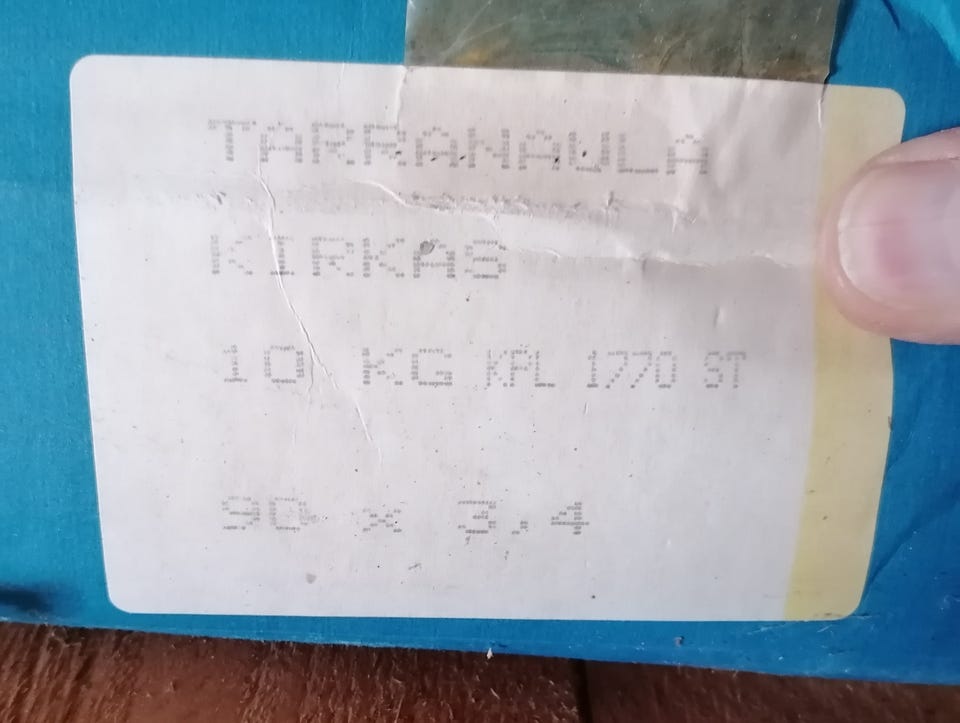 TARRANAULA
KIRKAS
10 KG KPL 1770 ST
90 x 3,4